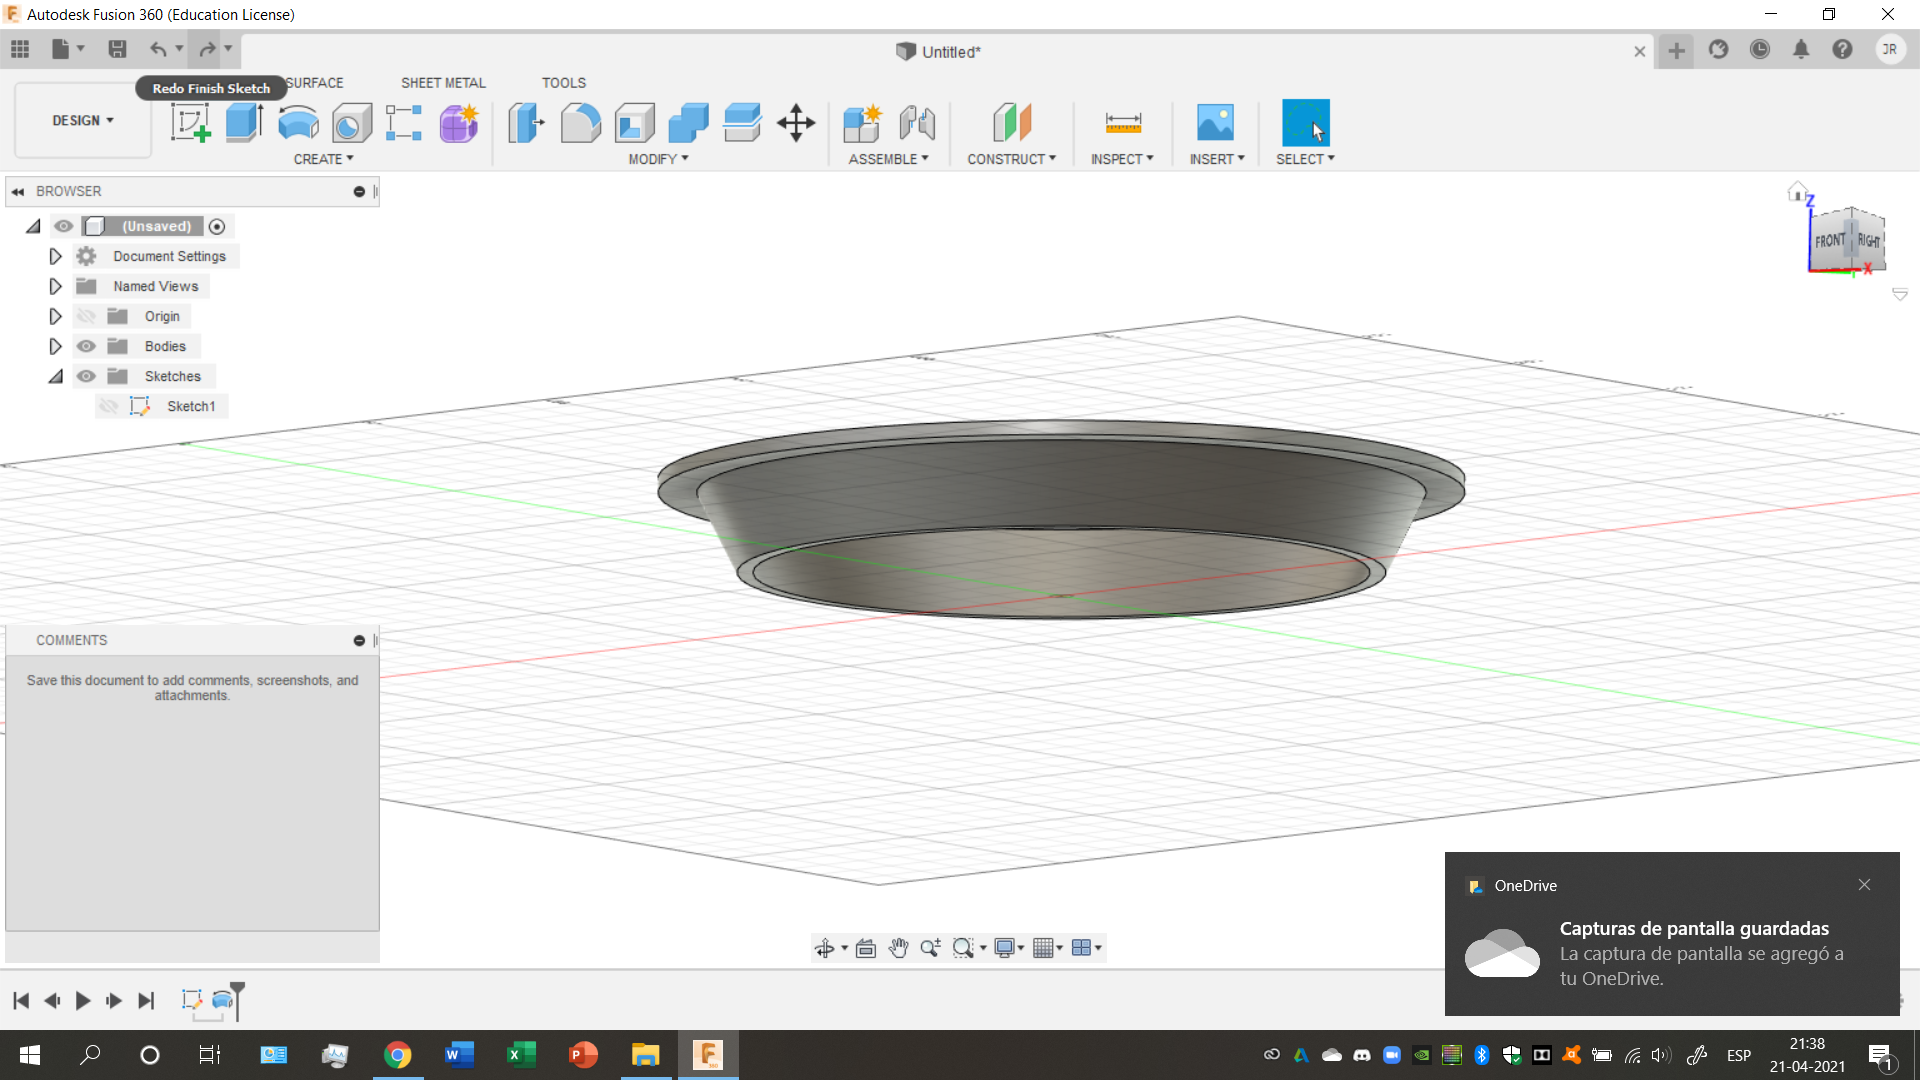 Autodesk Fusion 360 (Education License)
Untitled*
JR
Redo Finish Sketch
SURFACE
SHEET METAL
TOOLS
DESIGN
CREATE
MODIFY
ASSEMBLE
CONSTRUCT
INSPECT
INSERT
SELECT
BROWSER
(Unsaved)
Document Settings
Named Views
Origin
Bodies
Sketches
Sketch1
Z
FRONT
RIGHT
X
COMMENTS
Save this document to add comments, screenshots, and
attachments.
OneDrive
Capturas de pantalla guardadas
La captura de pantalla se agregó a
tu OneDrive.
ESP
21:38
21-04-2021
1